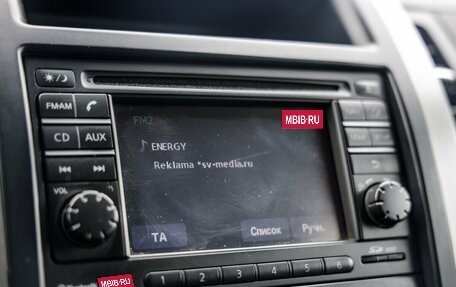 FM2
MBIB·RU
FM·AM
ENERGY
CD AUX
Reklama *sv-media.ru
VOL
TA Список Ручн.
1 2 3 4 5 6
MBIB·RU